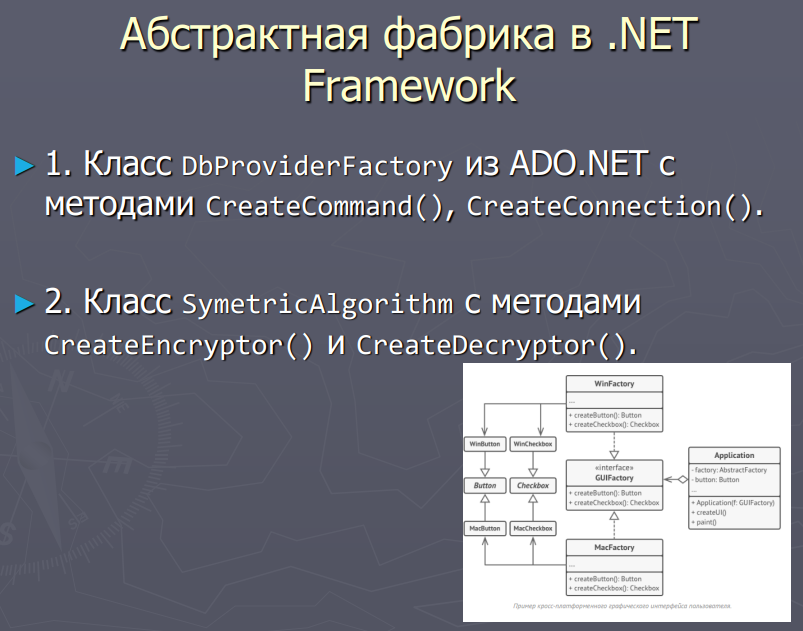 Абстрактная фабрика в .NET
Framework
1. Класс DbProviderFactory из ADO.NET с
методами CreateCommand(), CreateConnection().
2. Класс SymetricAlgorithm с методами
CreateEncryptor() и CreateDecryptor().
WinFactory
...
+ createButton(): Button
+ createCheckbox(): Checkbox
WinButton
WinCheckbox
Button
Checkbox
«interface»
GUIFactory
+ createButton(): Button
+ createCheckbox(): Checkbox
Application
- factory: AbstractFactory
- button: Button
...
+ Application(f: GUIFactory)
+ createUI()
+ paint()
MacButton
MacCheckbox
MacFactory
...
+ createButton(): Button
+ createCheckbox(): Checkbox
Пример кросс-платформенного графического интерфейса пользователя.